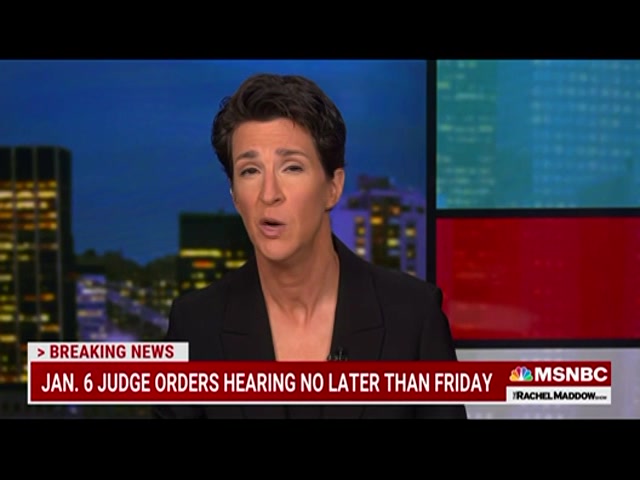 > BREAKING NEWS
JAN. 6 JUDGE ORDERS HEARING NO LATER THAN FRIDAY
MSNBC
THE RACHEL MADDOW SHOW